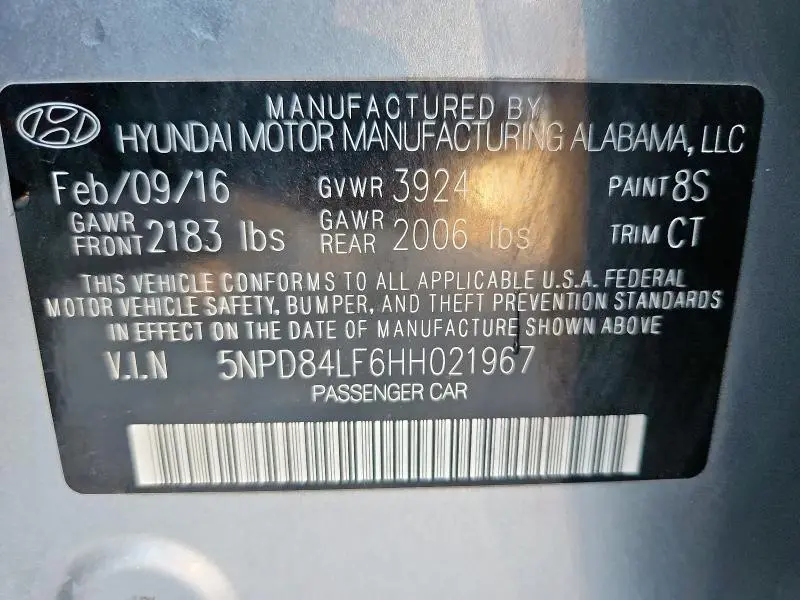 MANUFACTURED BY
HYUNDAI MOTOR MANUFACTURING ALABAMA, LLC
Feb/09/16 GVWR 3924 PAINT 8S
GAWR FRONT 2183 lbs GAWR REAR 2006 lbs TRIM CT
THIS VEHICLE CONFORMS TO ALL APPLICABLE U.S.A. FEDERAL
MOTOR VEHICLE SAFETY, BUMPER, AND THEFT PREVENTION STANDARDS
IN EFFECT ON THE DATE OF MANUFACTURE SHOWN ABOVE
V.I.N 5NPD84LF6HH021967
PASSENGER CAR